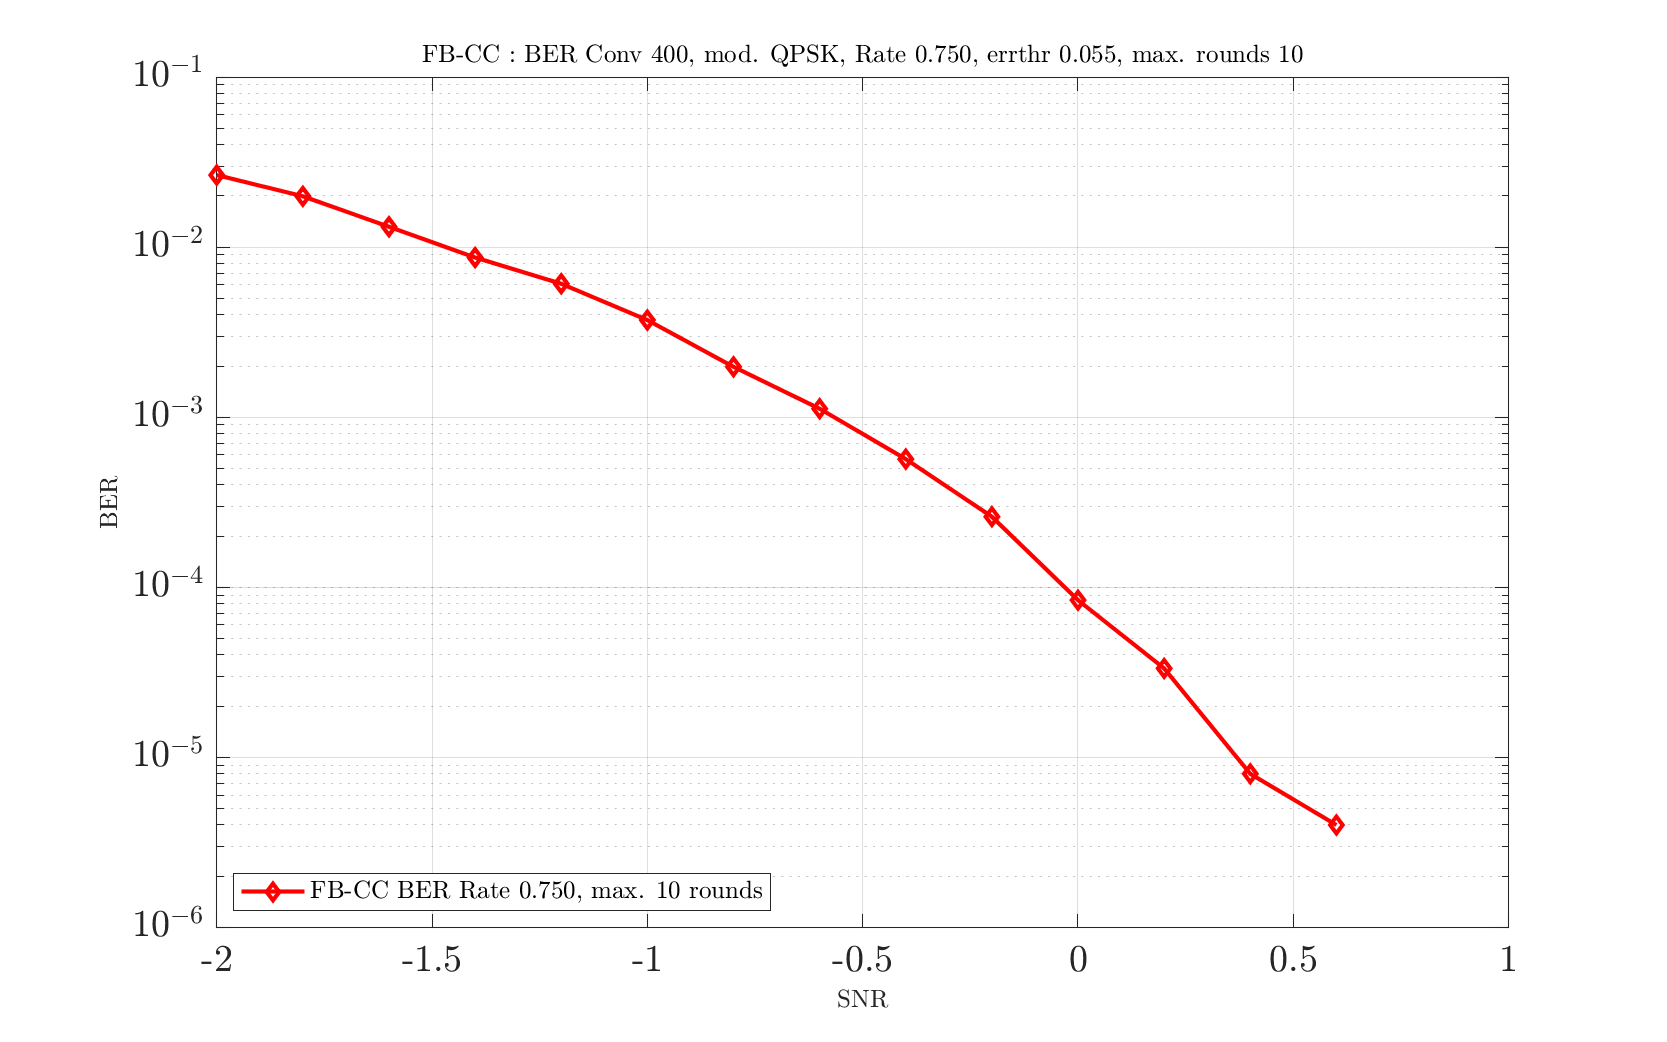 FB-CC : BER Conv 400, mod. QPSK, Rate 0.750, errthr 0.055, max. rounds 10
10^{-1}
10^{-2}
10^{-3}
10^{-4}
10^{-5}
10^{-6}
BER
FB-CC BER Rate 0.750, max. 10 rounds
-2 -1.5 -1 -0.5 0 0.5 1
SNR